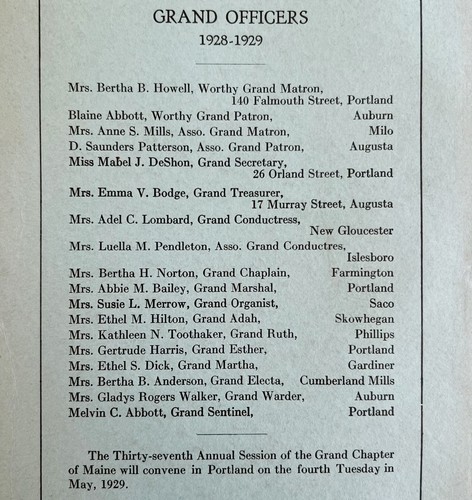 GRAND OFFICERS
1928-1929
Mrs. Bertha B. Howell, Worthy Grand Matron,
140 Falmouth Street, Portland
Blaine Abbott, Worthy Grand Patron, Auburn
Mrs. Anne S. Mills, Asso. Grand Matron, Milo
D. Saunders Patterson, Asso. Grand Patron, Augusta
Miss Mabel J. DeShon, Grand Secretary,
26 Orland Street, Portland
Mrs. Emma V. Bodge, Grand Treasurer,
17 Murray Street, Augusta
Mrs. Adel C. Lombard, Grand Conductress,
New Gloucester
Mrs. Luella M. Pendleton, Asso. Grand Conductres,
Islesboro
Mrs. Bertha H. Norton, Grand Chaplain, Farmington
Mrs. Abbie M. Bailey, Grand Marshal, Portland
Mrs. Susie L. Merrow, Grand Organist, Saco
Mrs. Ethel M. Hilton, Grand Adah, Skowhegan
Mrs. Kathleen N. Toothaker, Grand Ruth, Phillips
Mrs. Gertrude Harris, Grand Esther, Portland
Mrs. Ethel S. Dick, Grand Martha, Gardiner
Mrs. Bertha B. Anderson, Grand Electa, Cumberland Mills
Mrs. Gladys Rogers Walker, Grand Warder, Auburn
Melvin C. Abbott, Grand Sentinel, Portland
The Thirty-seventh Annual Session of the Grand Chapter
of Maine will convene in Portland on the fourth Tuesday in
May, 1929.